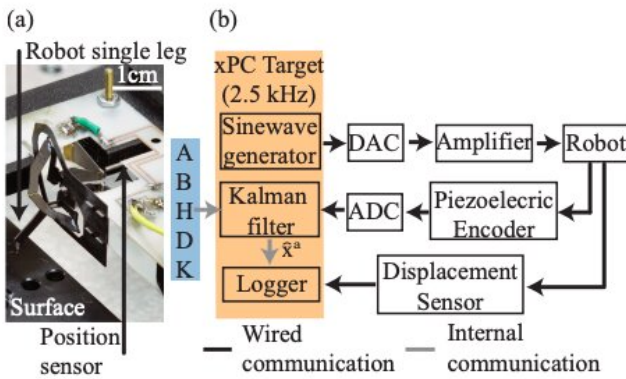 (a)
Robot single leg
1cm
Surface
Position
sensor
(b)
xPC Target
(2.5 kHz)
Sinewave
generator
DAC
Amplifier
Robot
A
B
H
D
K
Kalman
filter
ADC
Piezoelecric
Encoder
x̂ᵃ
Logger
Displacement
Sensor
Wired
communication
Internal
communication